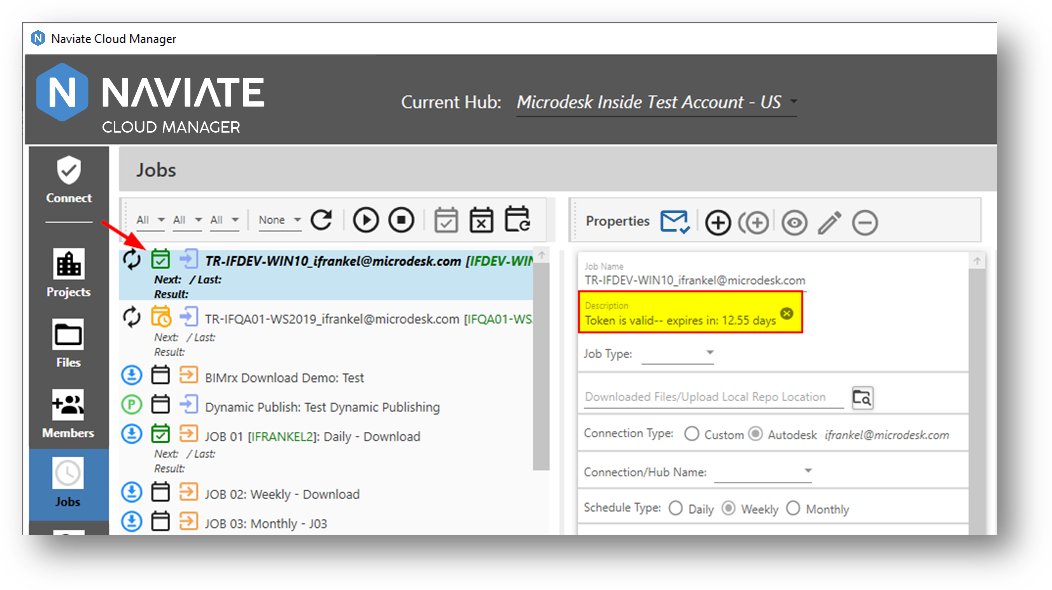 Naviate Cloud Manager
N NAVIATE
CLOUD MANAGER
Current Hub: Microdesk Inside Test Account - US
Connect
Projects
Files
Members
Jobs
Jobs
All All All None
TR-IFDEV-WIN10_ifrankel@microdesk.com [IFDEV-WIN
Next: / Last:
Result:
TR-IFQA01-WS2019_ifrankel@microdesk.com [IFQA01-WS
Next: / Last:
Result:
BIMrx Download Demo: Test
P Dynamic Publish: Test Dynamic Publishing
JOB 01 [IFRANKEL2]: Daily - Download
Next: / Last:
Result:
JOB 02: Weekly - Download
JOB 03: Monthly - J03
Properties
Job Name
TR-IFDEV-WIN10_ifrankel@microdesk.com
Description
Token is valid-- expires in: 12.55 days
Job Type:
Downloaded Files/Upload Local Repo Location
Connection Type: Custom Autodesk ifrankel@microdesk.com
Connection/Hub Name:
Schedule Type: Daily Weekly Monthly